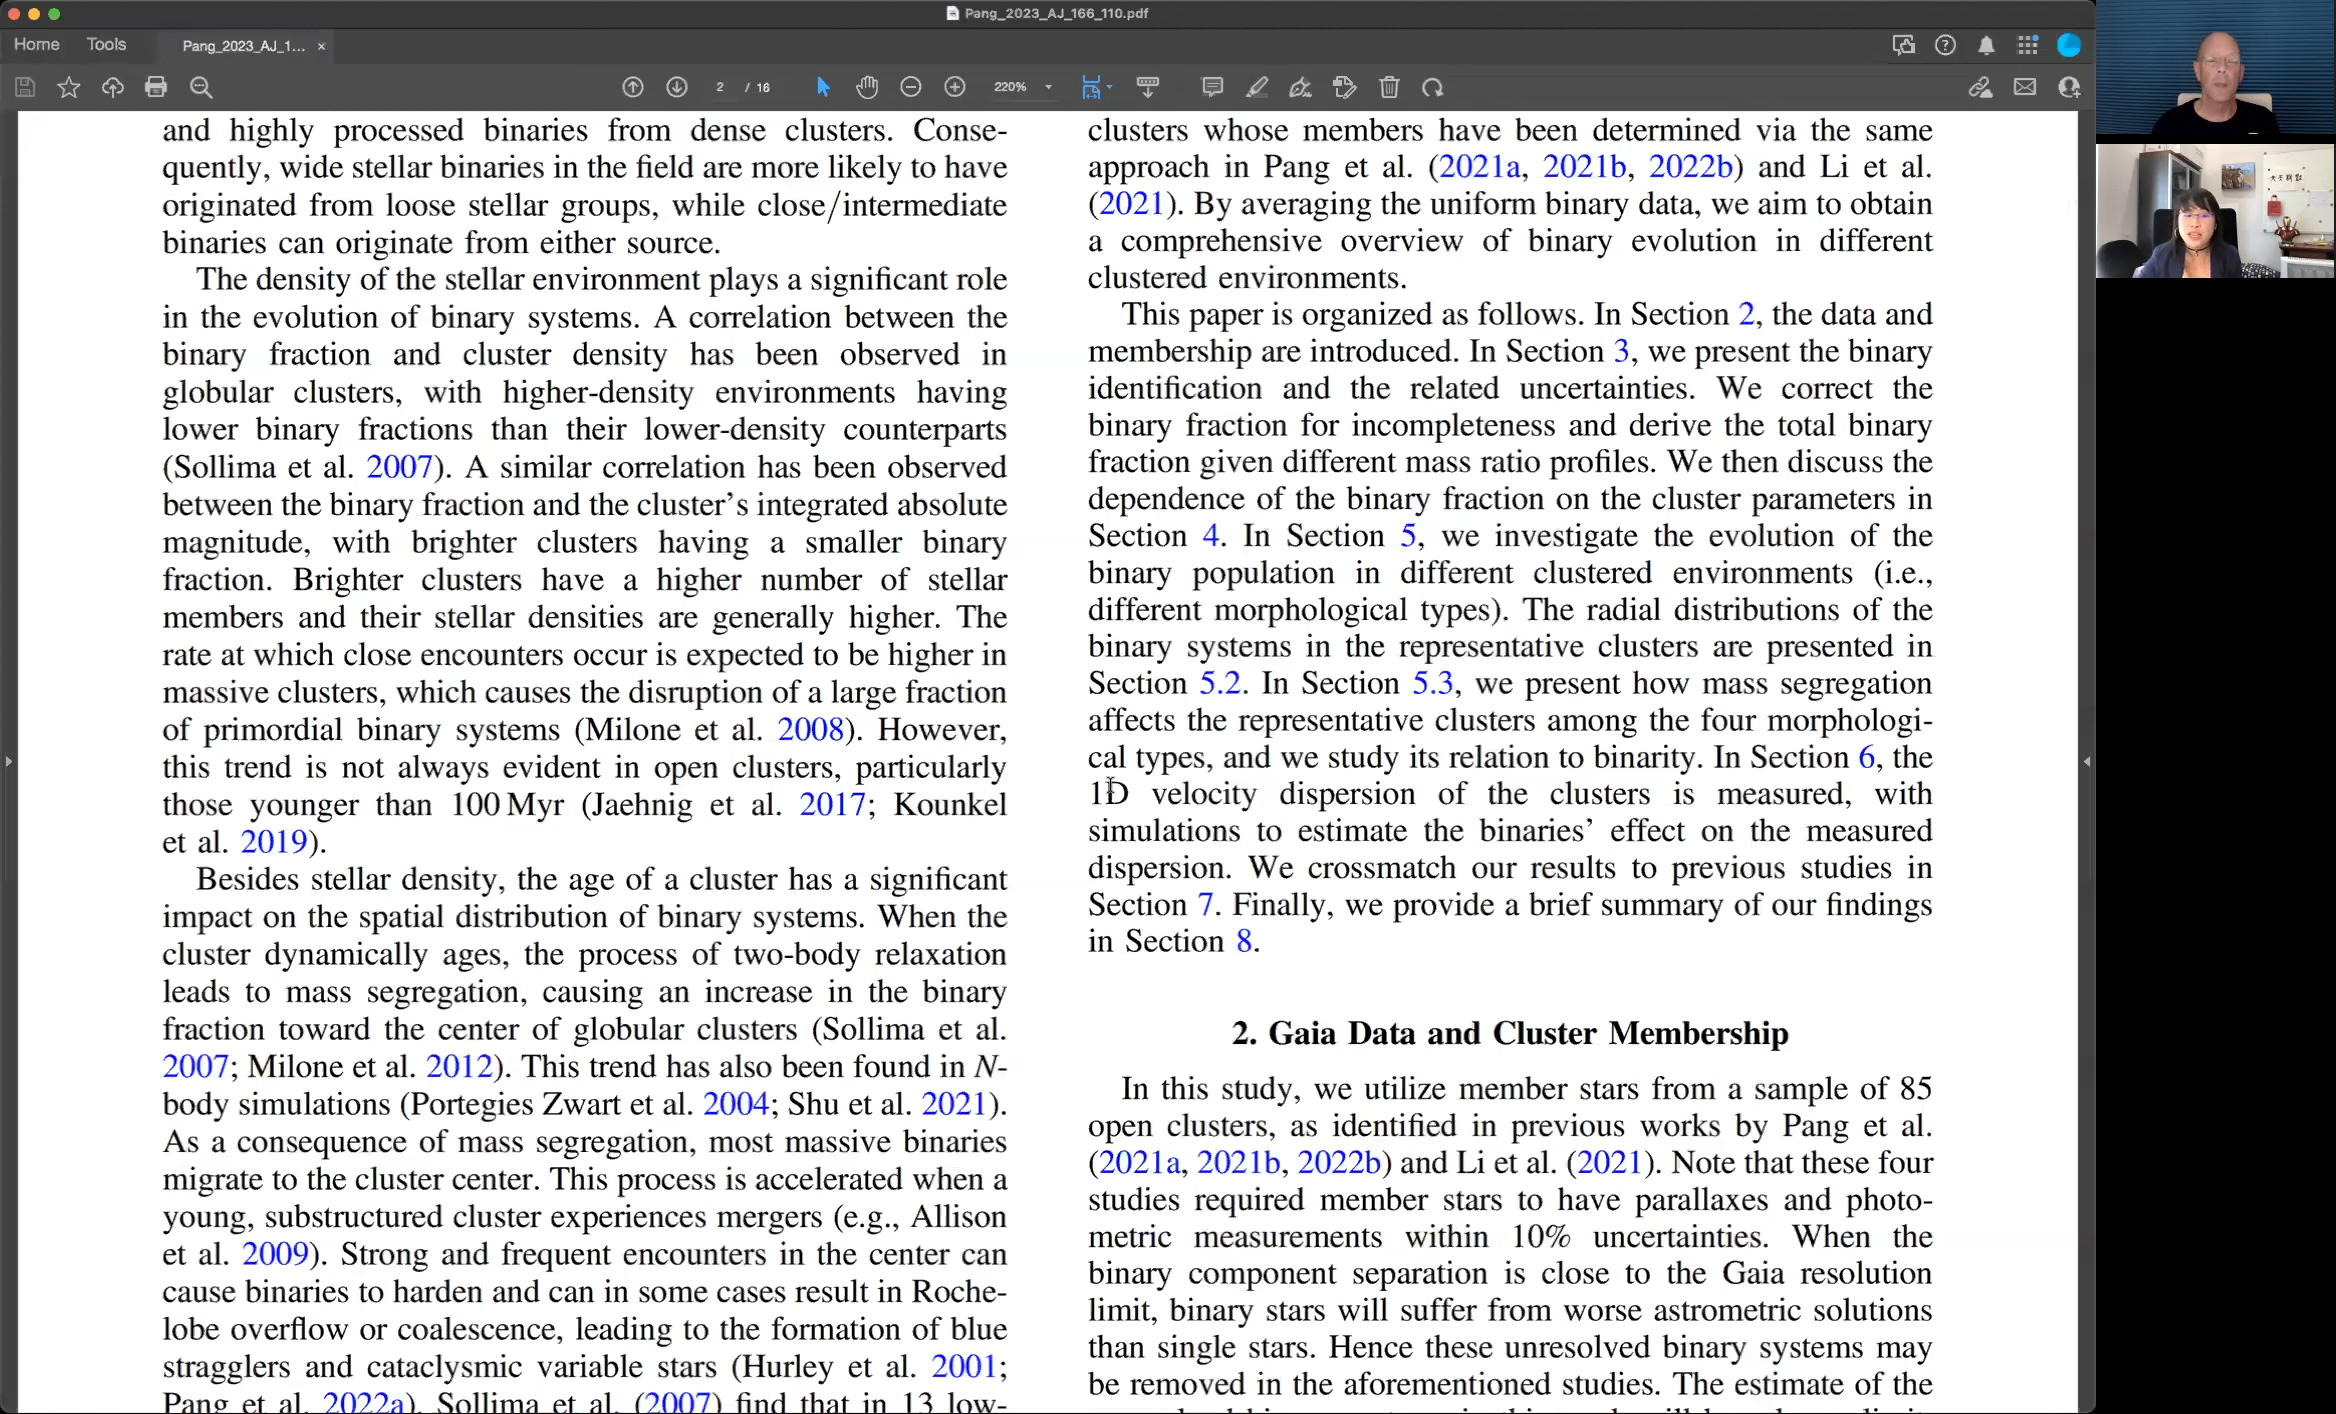 Pang_2023_AJ_166_110.pdf
Home
Tools
Pang_2023_AJ_1... ×
2 / 16
220%
and highly processed binaries from dense clusters. Conse-
quently, wide stellar binaries in the field are more likely to have
originated from loose stellar groups, while close/intermediate
binaries can originate from either source.
The density of the stellar environment plays a significant role
in the evolution of binary systems. A correlation between the
binary fraction and cluster density has been observed in
globular clusters, with higher-density environments having
lower binary fractions than their lower-density counterparts
(Sollima et al. 2007). A similar correlation has been observed
between the binary fraction and the cluster's integrated absolute
magnitude, with brighter clusters having a smaller binary
fraction. Brighter clusters have a higher number of stellar
members and their stellar densities are generally higher. The
rate at which close encounters occur is expected to be higher in
massive clusters, which causes the disruption of a large fraction
of primordial binary systems (Milone et al. 2008). However,
this trend is not always evident in open clusters, particularly
those younger than 100 Myr (Jaehnig et al. 2017; Kounkel
et al. 2019).
Besides stellar density, the age of a cluster has a significant
impact on the spatial distribution of binary systems. When the
cluster dynamically ages, the process of two-body relaxation
leads to mass segregation, causing an increase in the binary
fraction toward the center of globular clusters (Sollima et al.
2007; Milone et al. 2012). This trend has also been found in N-
body simulations (Portegies Zwart et al. 2004; Shu et al. 2021).
As a consequence of mass segregation, most massive binaries
migrate to the cluster center. This process is accelerated when a
young, substructured cluster experiences mergers (e.g., Allison
et al. 2009). Strong and frequent encounters in the center can
cause binaries to harden and can in some cases result in Roche-
lobe overflow or coalescence, leading to the formation of blue
stragglers and cataclysmic variable stars (Hurley et al. 2001;
Pang et al. 2022a). Sollima et al. (2007) find that in 13 low-
clusters whose members have been determined via the same
approach in Pang et al. (2021a, 2021b, 2022b) and Li et al.
(2021). By averaging the uniform binary data, we aim to obtain
a comprehensive overview of binary evolution in different
clustered environments.
This paper is organized as follows. In Section 2, the data and
membership are introduced. In Section 3, we present the binary
identification and the related uncertainties. We correct the
binary fraction for incompleteness and derive the total binary
fraction given different mass ratio profiles. We then discuss the
dependence of the binary fraction on the cluster parameters in
Section 4. In Section 5, we investigate the evolution of the
binary population in different clustered environments (i.e.,
different morphological types). The radial distributions of the
binary systems in the representative clusters are presented in
Section 5.2. In Section 5.3, we present how mass segregation
affects the representative clusters among the four morphologi-
cal types, and we study its relation to binarity. In Section 6, the
1D velocity dispersion of the clusters is measured, with
simulations to estimate the binaries' effect on the measured
dispersion. We crossmatch our results to previous studies in
Section 7. Finally, we provide a brief summary of our findings
in Section 8.
2. Gaia Data and Cluster Membership
In this study, we utilize member stars from a sample of 85
open clusters, as identified in previous works by Pang et al.
(2021a, 2021b, 2022b) and Li et al. (2021). Note that these four
studies required member stars to have parallaxes and photo-
metric measurements within 10% uncertainties. When the
binary component separation is close to the Gaia resolution
limit, binary stars will suffer from worse astrometric solutions
than single stars. Hence these unresolved binary systems may
be removed in the aforementioned studies. The estimate of the